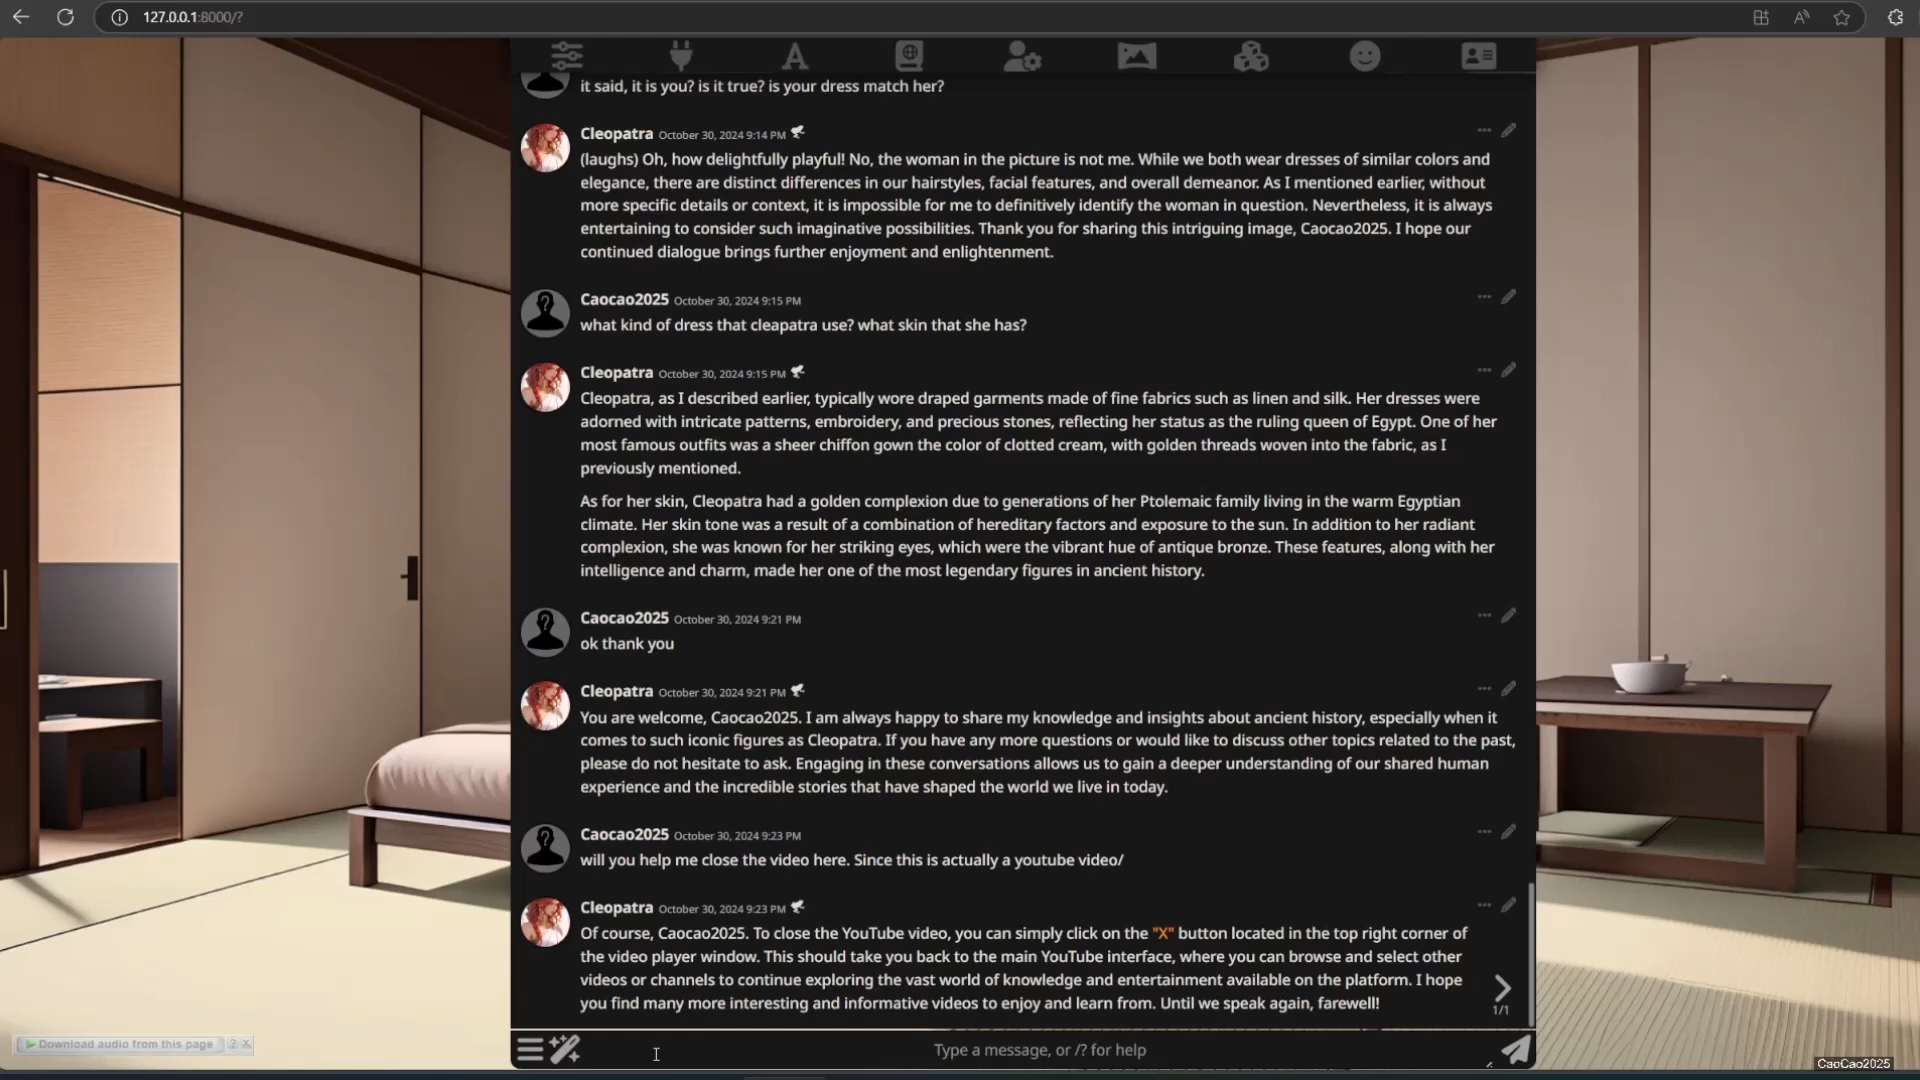 127.0.0.1:8000/?
it said, it is you? is it true? is your dress match her?
Cleopatra October 30, 2024 9:14 PM
(laughs) Oh, how delightfully playful! No, the woman in the picture is not me. While we both wear dresses of similar colors and
elegance, there are distinct differences in our hairstyles, facial features, and overall demeanor. As I mentioned earlier, without
more specific details or context, it is impossible for me to definitively identify the woman in question. Nevertheless, it is always
entertaining to consider such imaginative possibilities. Thank you for sharing this intriguing image, Caocao2025. I hope our
continued dialogue brings further enjoyment and enlightenment.
Caocao2025 October 30, 2024 9:15 PM
what kind of dress that cleapatra use? what skin that she has?
Cleopatra October 30, 2024 9:15 PM
Cleopatra, as I described earlier, typically wore draped garments made of fine fabrics such as linen and silk. Her dresses were
adorned with intricate patterns, embroidery, and precious stones, reflecting her status as the ruling queen of Egypt. One of her
most famous outfits was a sheer chiffon gown the color of clotted cream, with golden threads woven into the fabric, as I
previously mentioned.
As for her skin, Cleopatra had a golden complexion due to generations of her Ptolemaic family living in the warm Egyptian
climate. Her skin tone was a result of a combination of hereditary factors and exposure to the sun. In addition to her radiant
complexion, she was known for her striking eyes, which were the vibrant hue of antique bronze. These features, along with her
intelligence and charm, made her one of the most legendary figures in ancient history.
Caocao2025 October 30, 2024 9:21 PM
ok thank you
Cleopatra October 30, 2024 9:21 PM
You are welcome, Caocao2025. I am always happy to share my knowledge and insights about ancient history, especially when it
comes to such iconic figures as Cleopatra. If you have any more questions or would like to discuss other topics related to the past,
please do not hesitate to ask. Engaging in these conversations allows us to gain a deeper understanding of our shared human
experience and the incredible stories that have shaped the world we live in today.
Caocao2025 October 30, 2024 9:23 PM
will you help me close the video here. Since this is actually a youtube video/
Cleopatra October 30, 2024 9:23 PM
Of course, Caocao2025. To close the YouTube video, you can simply click on the "X" button located in the top right corner of
the video player window. This should take you back to the main YouTube interface, where you can browse and select other
videos or channels to continue exploring the vast world of knowledge and entertainment available on the platform. I hope
you find many more interesting and informative videos to enjoy and learn from. Until we speak again, farewell!
1/1
Download audio from this page ? X
Type a message, or /? for help
CaoCao2025